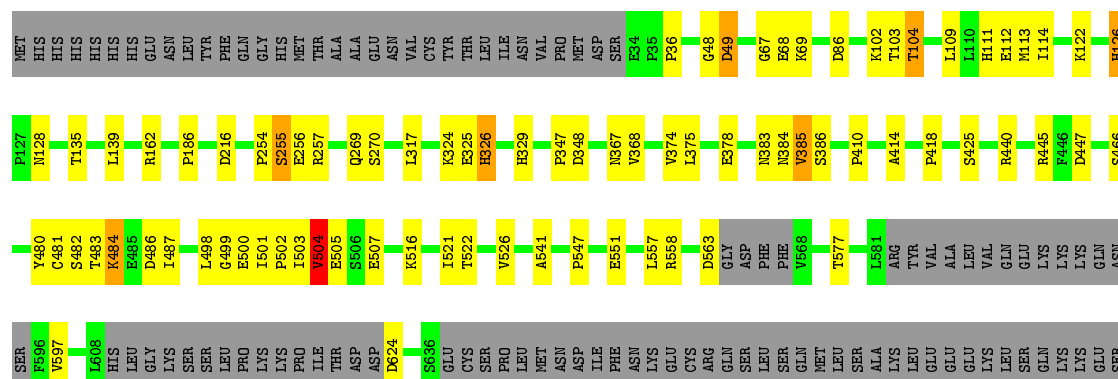 MET HIS HIS HIS HIS HIS HIS GLU ASN LEU TYR PHE GLN GLY HIS MET THR ALA ALA GLU ASN VAL CYS TYR THR LEU ILE ASN VAL PRO MET ASP SER E34 P35 P36 G48 D49 G67 E68 K69 D86 K102 T103 T104 L109 L110 H111 E112 M113 I114 K122 H126
P127 N128 T135 L139 R162 P186 D216 P254 S255 E256 R257 Q269 S270 L317 K324 E325 H326 H329 P347 D348 N367 V368 V374 L375 E378 N383 N384 V385 S386 P410 A414 P418 S425 R440 R445 F446 D447 S466
Y480 C481 S482 T483 K484 E485 D486 I487 L498 G499 E500 I501 P502 I503 V504 E505 S506 E507 K516 I521 T522 V526 A541 P547 E551 L557 R558 D563 GLY ASP PHE PHE V568 T577 L581 ARG TYR VAL ALA LEU VAL GLN GLU LYS LYS LYS GLN ASN
SER F596 V597 L608 HIS LEU GLY LYS SER SER LEU PRO LYS LYS PRO ILE THR ASP ASP D624 S636 GLU CYS SER PRO LEU MET ASN ASP ILE PHE ASN LYS GLU CYS ARG GLN SER LEU SER GLN MET LEU SER ALA LYS LEU GLU GLU GLU LYS LEU SER GLN LYS GLU SER